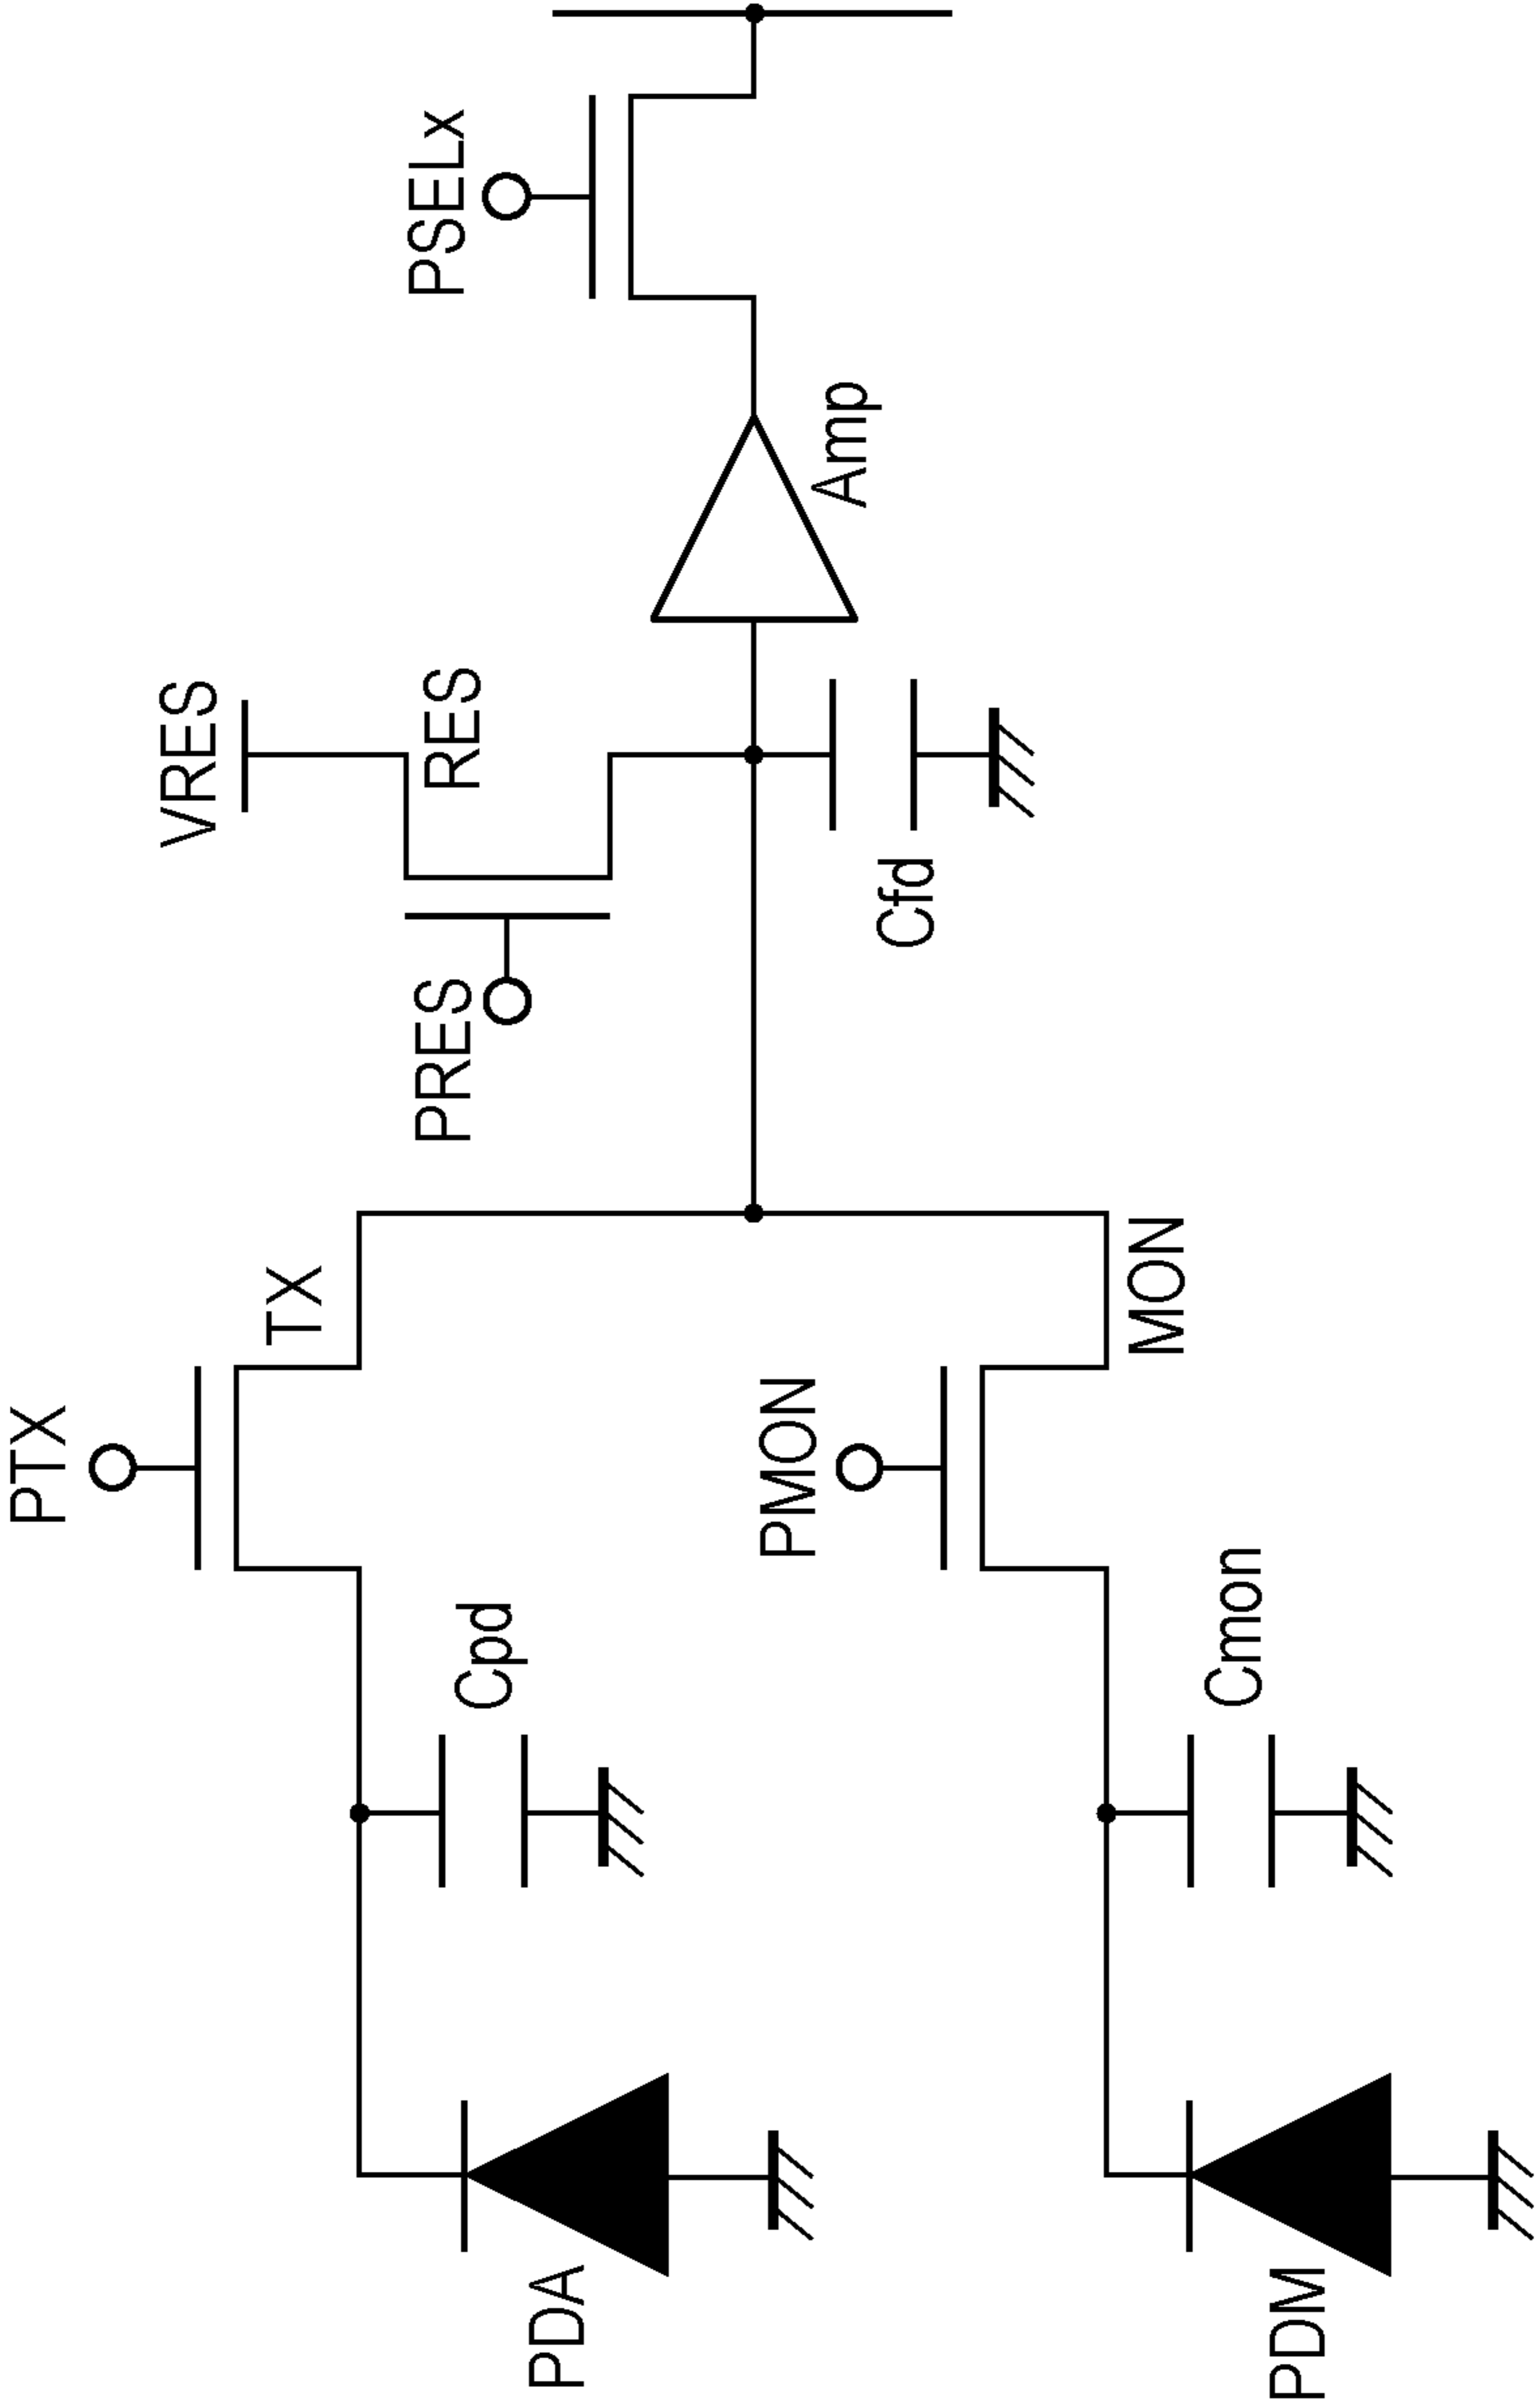 PTX
TX
VRES
PRES
RES
PSELx
Cpd
Cfd
Amp
PDA
PMON
MON
Cmon
PDM